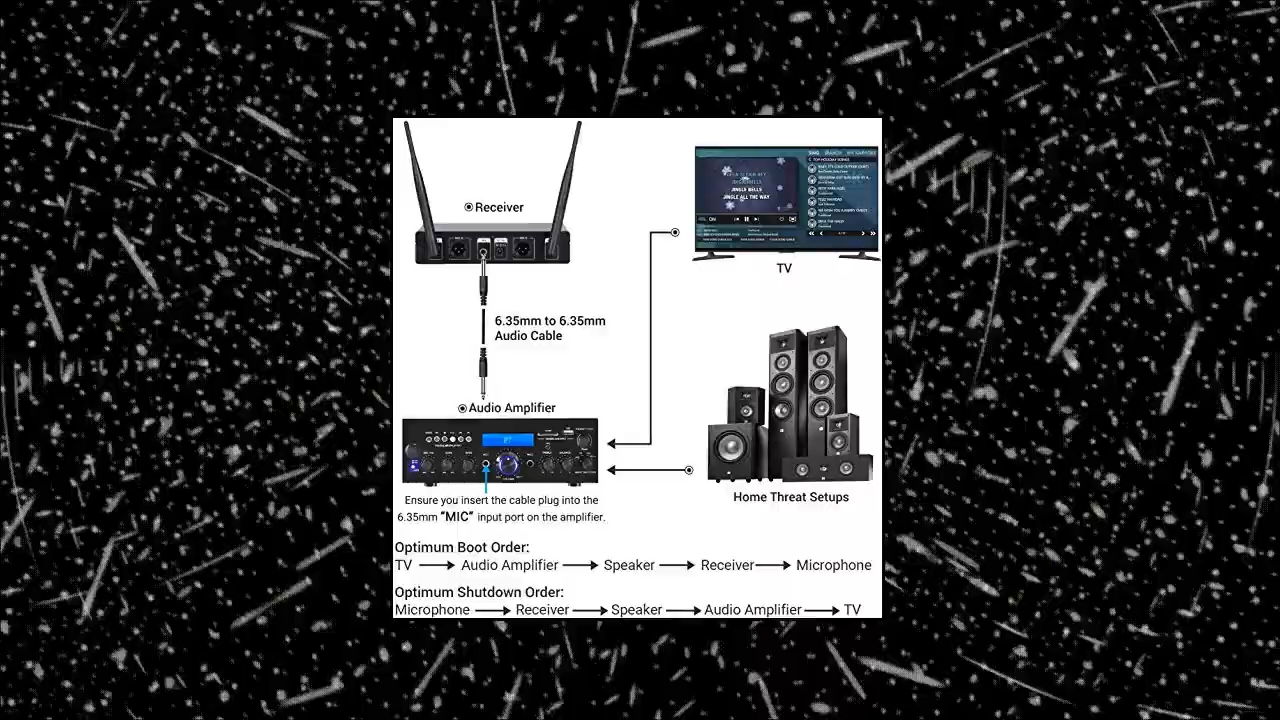 Receiver
6.35mm to 6.35mm
Audio Cable
Audio Amplifier
Ensure you insert the cable plug into the
6.35mm "MIC" input port on the amplifier.
JINGLE BELLS
JINGLE ALL THE WAY
TV
Home Threat Setups
Optimum Boot Order:
TV Audio Amplifier Speaker Receiver Microphone
Optimum Shutdown Order:
Microphone Receiver Speaker Audio Amplifier TV